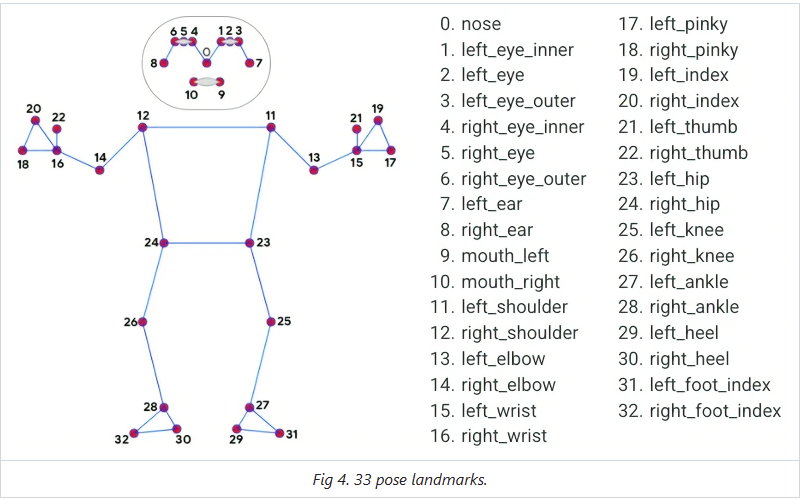 6 5 4 1 2 3
0
8 7
10 9
20 22 12 11 21 19
18 16 14 13 15 17
24 23
26 25
28 27
32 30 29 31
0. nose
1. left_eye_inner
2. left_eye
3. left_eye_outer
4. right_eye_inner
5. right_eye
6. right_eye_outer
7. left_ear
8. right_ear
9. mouth_left
10. mouth_right
11. left_shoulder
12. right_shoulder
13. left_elbow
14. right_elbow
15. left_wrist
16. right_wrist
17. left_pinky
18. right_pinky
19. left_index
20. right_index
21. left_thumb
22. right_thumb
23. left_hip
24. right_hip
25. left_knee
26. right_knee
27. left_ankle
28. right_ankle
29. left_heel
30. right_heel
31. left_foot_index
32. right_foot_index
Fig 4. 33 pose landmarks.